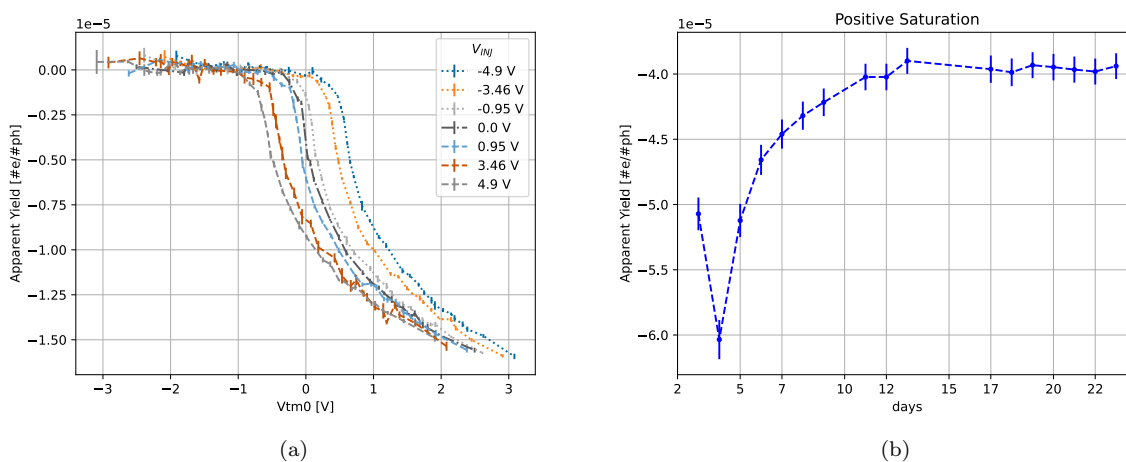 1e−5
0.00
−0.25
−0.50
−0.75
−1.00
−1.25
−1.50
Apparent Yield [#e/#ph]
−3 −2 −1 0 1 2 3
Vtm0 [V]
V_INJ
-4.9 V
-3.46 V
-0.95 V
0.0 V
0.95 V
3.46 V
4.9 V
(a)
1e−5
Positive Saturation
−4.0
−4.5
−5.0
−5.5
−6.0
Apparent Yield [#e/#ph]
2 5 7 10 12 15 17 20 22
days
(b)